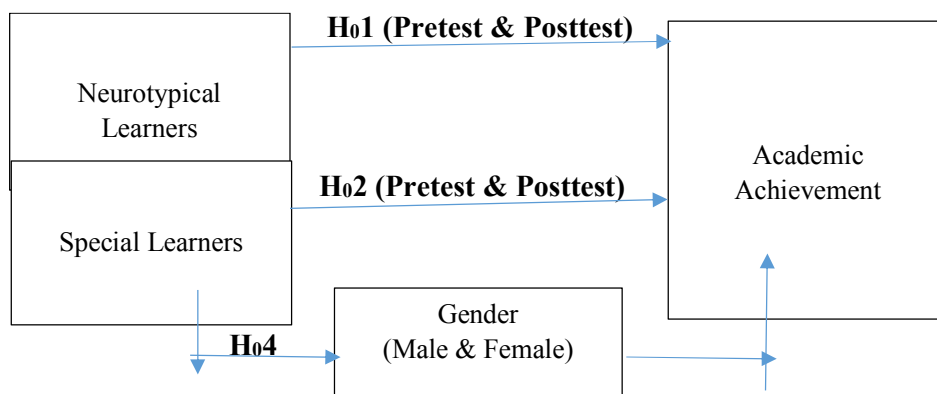 H₀1 (Pretest & Posttest)
Neurotypical
Learners
Academic
Achievement
H₀2 (Pretest & Posttest)
Special Learners
Gender
(Male & Female)
H₀4